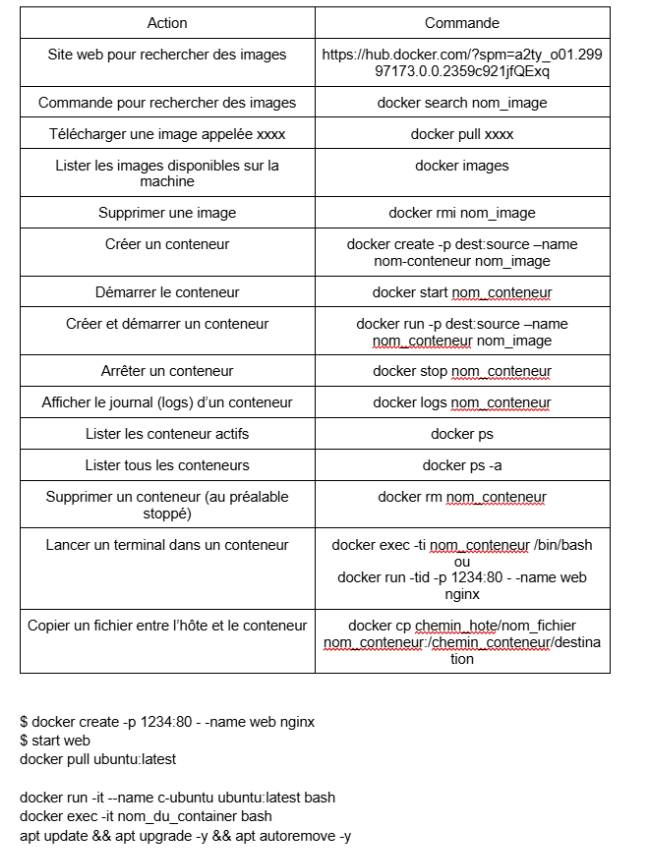 Action
Commande
Site web pour rechercher des images
https://hub.docker.com/?spm=a2ty_o01.299
97173.0.0.2359c921jfQExq
Commande pour rechercher des images
docker search nom_image
Télécharger une image appelée xxxx
docker pull xxxx
Lister les images disponibles sur la
machine
docker images
Supprimer une image
docker rmi nom_image
Créer un conteneur
docker create -p dest:source –name
nom-conteneur nom_image
Démarrer le conteneur
docker start nom_conteneur
Créer et démarrer un conteneur
docker run -p dest:source –name
nom_conteneur nom_image
Arrêter un conteneur
docker stop nom_conteneur
Afficher le journal (logs) d’un conteneur
docker logs nom_conteneur
Lister les conteneur actifs
docker ps
Lister tous les conteneurs
docker ps -a
Supprimer un conteneur (au préalable
stoppé)
docker rm nom_conteneur
Lancer un terminal dans un conteneur
docker exec -ti nom_conteneur /bin/bash
ou
docker run -tid -p 1234:80 - -name web
nginx
Copier un fichier entre l’hôte et le conteneur
docker cp chemin_hote/nom_fichier
nom_conteneur:/chemin_conteneur/destina
tion
$ docker create -p 1234:80 - -name web nginx
$ start web
docker pull ubuntu:latest
docker run -it --name c-ubuntu ubuntu:latest bash
docker exec -it nom_du_container bash
apt update && apt upgrade -y && apt autoremove -y